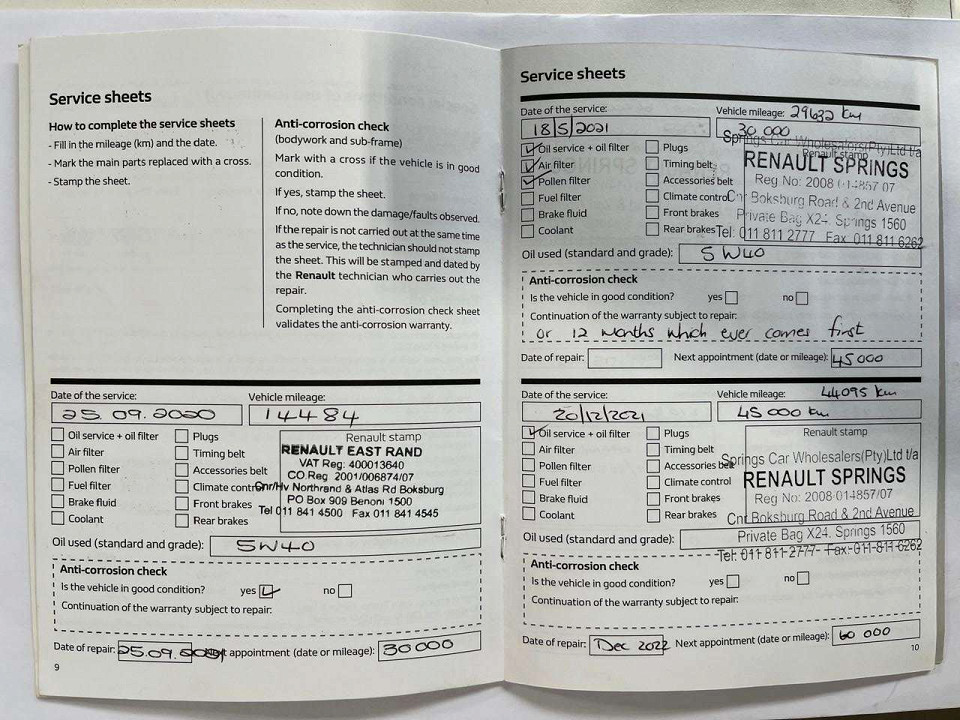 Service sheets
How to complete the service sheets
- Fill in the mileage (km) and the date.
- Mark the main parts replaced with a cross.
- Stamp the sheet.
Anti-corrosion check
(bodywork and sub-frame)
Mark with a cross if the vehicle is in good
condition.
If yes, stamp the sheet.
If no, note down the damage/faults observed.
If the repair is not carried out at the same time
as the service, the technician should not stamp
the sheet. This will be stamped and dated by
the Renault technician who carries out the
repair.
Completing the anti-corrosion check sheet
validates the anti-corrosion warranty.
Date of the service:
25.09.2020
Vehicle mileage:
14484
Oil service + oil filter
Air filter
Pollen filter
Fuel filter
Brake fluid
Coolant
Plugs
Timing belt
Accessories belt
Climate control
Front brakes
Rear brakes
Renault stamp
RENAULT EAST RAND
VAT Reg: 400013640
CO.Reg 2001/006874/07
Cnr/Hv Northrand & Atlas Rd Boksburg
PO Box 909 Benoni 1500
Tel 011 841 4500 Fax 011 841 4545
Oil used (standard and grade): 5W40
Anti-corrosion check
Is the vehicle in good condition? yes no
Continuation of the warranty subject to repair:
Date of repair: 25.09. appointment (date or mileage): 30000
9
Service sheets
Date of the service:
18/5/2021
Vehicle mileage: 29632 km
30 000
Oil service + oil filter
Air filter
Pollen filter
Fuel filter
Brake fluid
Coolant
Plugs
Timing belt
Accessories belt
Climate control
Front brakes
Rear brakes
Renault stamp
Springs Car Wholesalers(Pty)Ltd t/a
RENAULT SPRINGS
Reg No: 2008/014857/07
Cnr Boksburg Road & 2nd Avenue
Private Bag X24. Springs 1560
Tel: 011 811 2777 Fax 011 811 6262
Oil used (standard and grade): 5W40
Anti-corrosion check
Is the vehicle in good condition? yes no
Continuation of the warranty subject to repair:
or 12 months which ever comes first
Date of repair: Next appointment (date or mileage): 45000
Date of the service:
20/12/2021
Vehicle mileage: 44095 km
45 000 km
Oil service + oil filter
Air filter
Pollen filter
Fuel filter
Brake fluid
Coolant
Plugs
Timing belt
Accessories belt
Climate control
Front brakes
Rear brakes
Renault stamp
Springs Car Wholesalers(Pty)Ltd t/a
RENAULT SPRINGS
Reg No: 2008/014857/07
Cnr Boksburg Road & 2nd Avenue
Private Bag X24. Springs 1560
Tel: 011 811-2777 Fax: 011-811-6262
Oil used (standard and grade):
Anti-corrosion check
Is the vehicle in good condition? yes no
Continuation of the warranty subject to repair:
Date of repair: Dec 2022 Next appointment (date or mileage): 60 000
10